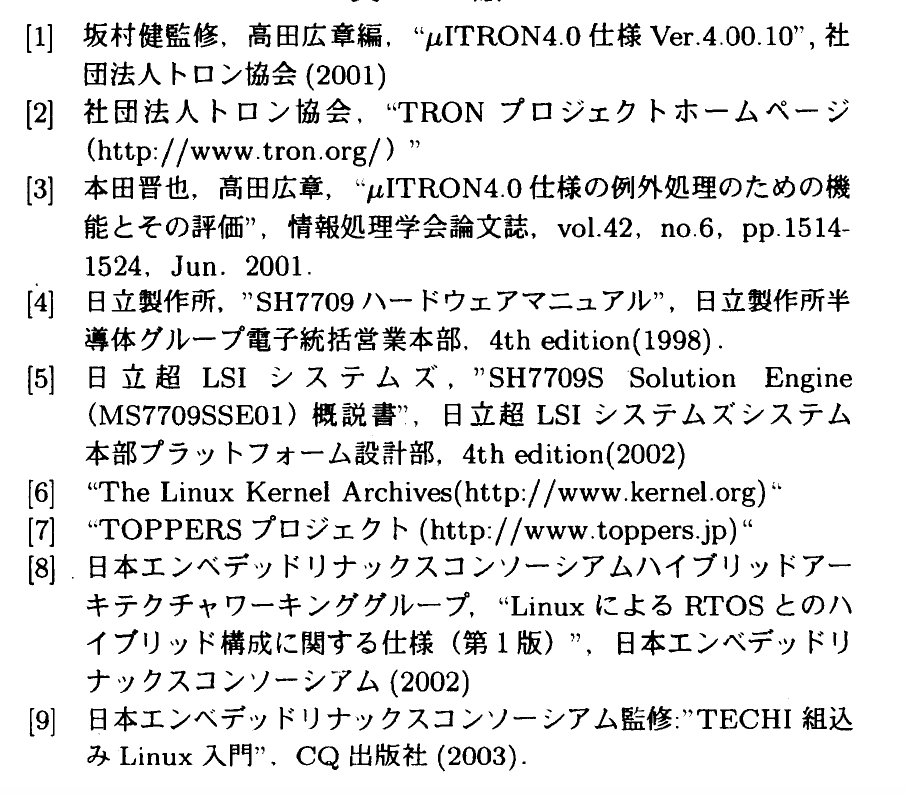 [1] 坂村健監修, 高田広章編, “μITRON4.0 仕様 Ver.4.00.10”, 社
団法人トロン協会 (2001)
[2] 社団法人トロン協会, “TRON プロジェクトホームページ
(http://www.tron.org/) ”
[3] 本田晋也, 高田広章, “μITRON4.0 仕様の例外処理のための機
能とその評価”, 情報処理学会論文誌, vol.42, no.6, pp.1514-
1524, Jun. 2001.
[4] 日立製作所, ”SH7709 ハードウェアマニュアル”, 日立製作所半
導体グループ電子統括営業本部, 4th edition(1998).
[5] 日立超 LSI システムズ, ”SH7709S Solution Engine
(MS7709SSE01) 概説書”, 日立超 LSI システムズシステム
本部プラットフォーム設計部, 4th edition(2002)
[6] “The Linux Kernel Archives(http://www.kernel.org)“
[7] “TOPPERS プロジェクト (http://www.toppers.jp)“
[8] 日本エンベデッドリナックスコンソーシアムハイブリッドアー
キテクチャワーキンググループ, “Linux による RTOS とのハ
イブリッド構成に関する仕様（第 1 版）”, 日本エンベデッドリ
ナックスコンソーシアム (2002)
[9] 日本エンベデッドリナックスコンソーシアム監修:”TECHI 組込
み Linux 入門”, CQ 出版社 (2003).